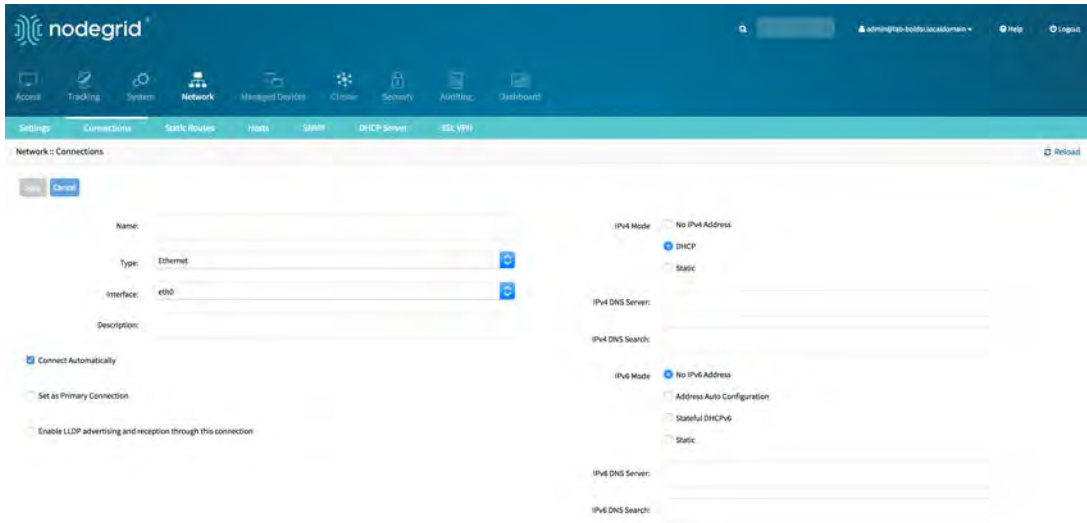 nodegrid
admin@fab-boldsi.localdomain Help Logout
Access Tracking System Network Managed Devices Cluster Security Auditing Dashboard
Settings Connections Static Routes Hosts SNMP DHCP Server SSL VPN
Network :: Connections Reload
Save Cancel
Name:
Type: Ethernet
Interface: eth0
Description:
Connect Automatically
Set as Primary Connection
Enable LLDP advertising and reception through this connection
IPv4 Mode No IPv4 Address
DHCP
Static
IPv4 DNS Server:
IPv4 DNS Search:
IPv6 Mode No IPv6 Address
Address Auto Configuration
Stateful DHCPv6
Static
IPv6 DNS Server:
IPv6 DNS Search: